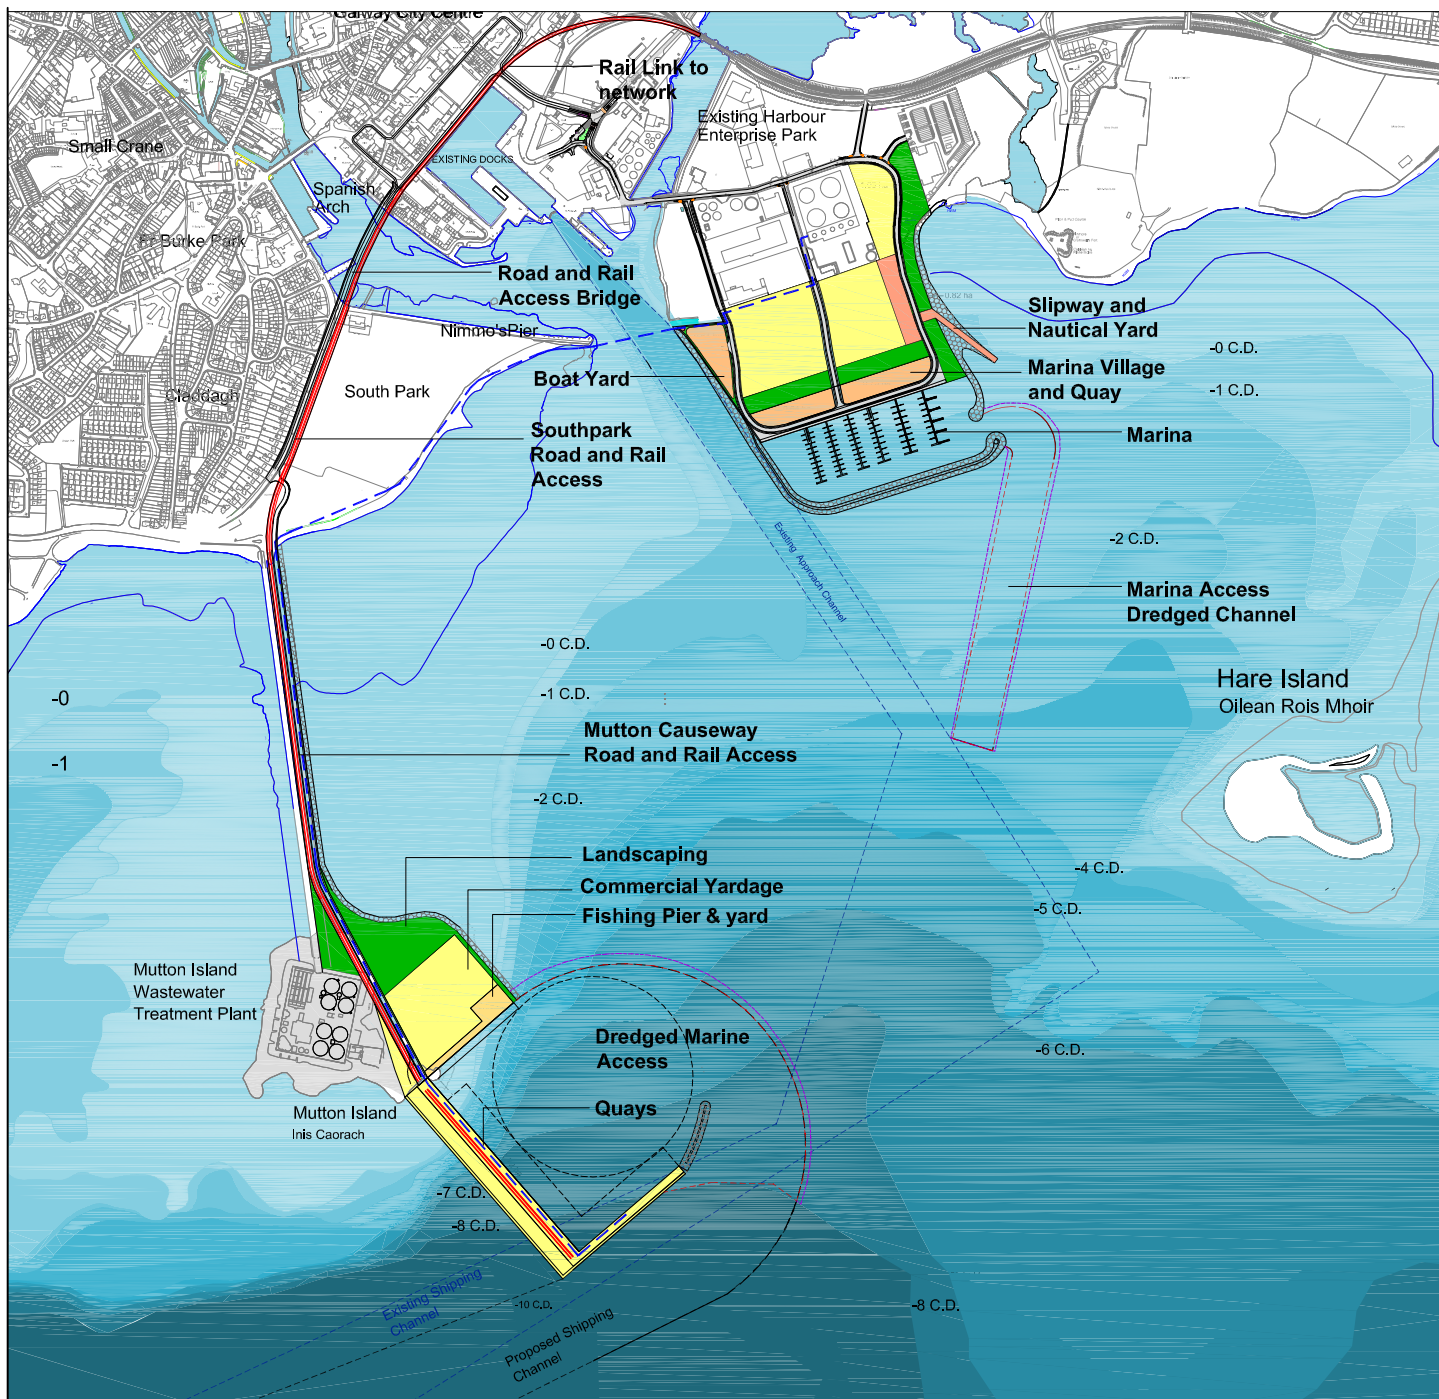 Galway City Centre
Rail Link to
network
Existing Harbour
Enterprise Park
Small Crane
EXISTING DOCKS
Spanish
Arch
Fr Burke Park
Road and Rail
Access Bridge
Nimmo'sPier
Slipway and
Nautical Yard
-0 C.D.
Marina Village
and Quay
-1 C.D.
Boat Yard
South Park
Claddagh
Southpark
Road and Rail
Access
Marina
Existing Approach Channel
-2 C.D.
Marina Access
Dredged Channel
-0 C.D.
-1 C.D.
Hare Island
Oilean Rois Mhoir
-0
-1
Mutton Causeway
Road and Rail Access
-2 C.D.
Landscaping
Commercial Yardage
Fishing Pier & yard
-4 C.D.
-5 C.D.
Mutton Island
Wastewater
Treatment Plant
Dredged Marine
Access
-6 C.D.
Quays
Mutton Island
Inis Caorach
-7 C.D.
-8 C.D.
Existing Shipping
Channel
-10 C.D.
-8 C.D.
Proposed Shipping
Channel